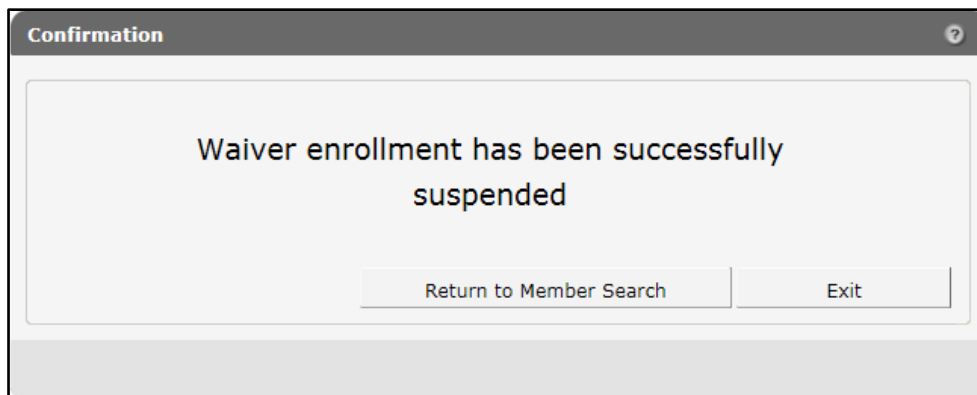 Confirmation
?
Waiver enrollment has been successfully
suspended
Return to Member Search
Exit